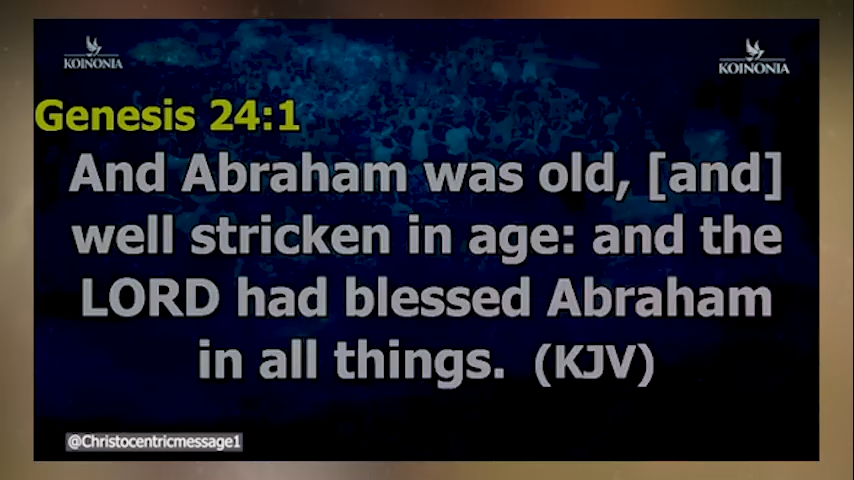 KOINONIA
KOINONIA
Genesis 24:1
And Abraham was old, [and]
well stricken in age: and the
LORD had blessed Abraham
in all things. (KJV)
@Christocentricmessage1